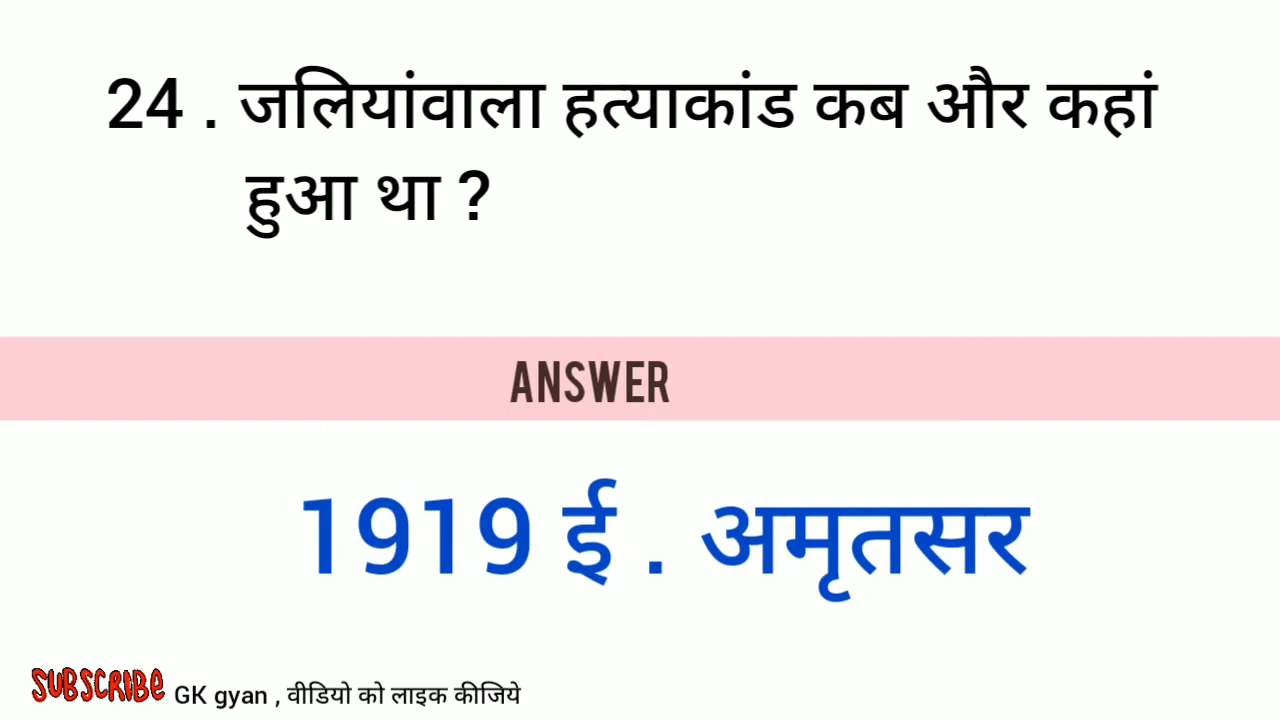 24 . जलियांवाला हत्याकांड कब और कहां
हुआ था ?
ANSWER
1919 ई . अमृतसर
SUBSCRIBE GK gyan , वीडियो को लाइक कीजिये